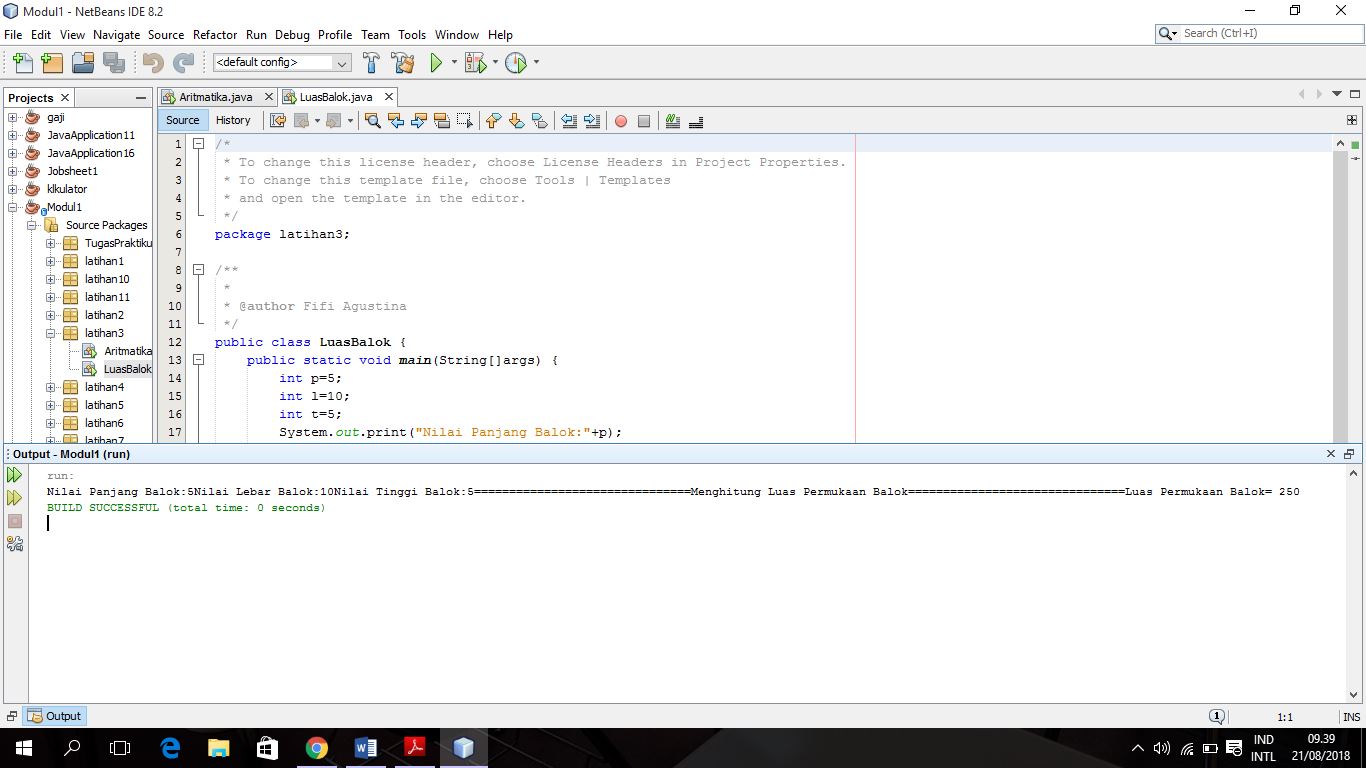 Modul1 - NetBeans IDE 8.2
File Edit View Navigate Source Refactor Run Debug Profile Team Tools Window Help
Search (Ctrl+I)
<default config>
Projects
Aritmatika.java
LuasBalok.java
Source History
gaji
JavaApplication11
JavaApplication16
Jobsheet1
klkulator
Modul1
Source Packages
TugasPraktiku
latihan1
latihan10
latihan11
latihan2
latihan3
Aritmatika
LuasBalok
latihan4
latihan5
latihan6
latihan7
1 /*
2 * To change this license header, choose License Headers in Project Properties.
3 * To change this template file, choose Tools | Templates
4 * and open the template in the editor.
5 */
6 package latihan3;
7
8 /**
9 *
10 * @author Fifi Agustina
11 */
12 public class LuasBalok {
13 public static void main(String[]args) {
14 int p=5;
15 int l=10;
16 int t=5;
17 System.out.print("Nilai Panjang Balok:"+p);
Output - Modul1 (run)
run:
Nilai Panjang Balok:5Nilai Lebar Balok:10Nilai Tinggi Balok:5===============================Menghitung Luas Permukaan Balok===============================Luas Permukaan Balok= 250
BUILD SUCCESSFUL (total time: 0 seconds)
Output
1
1:1
INS
IND
INTL
09.39
21/08/2018